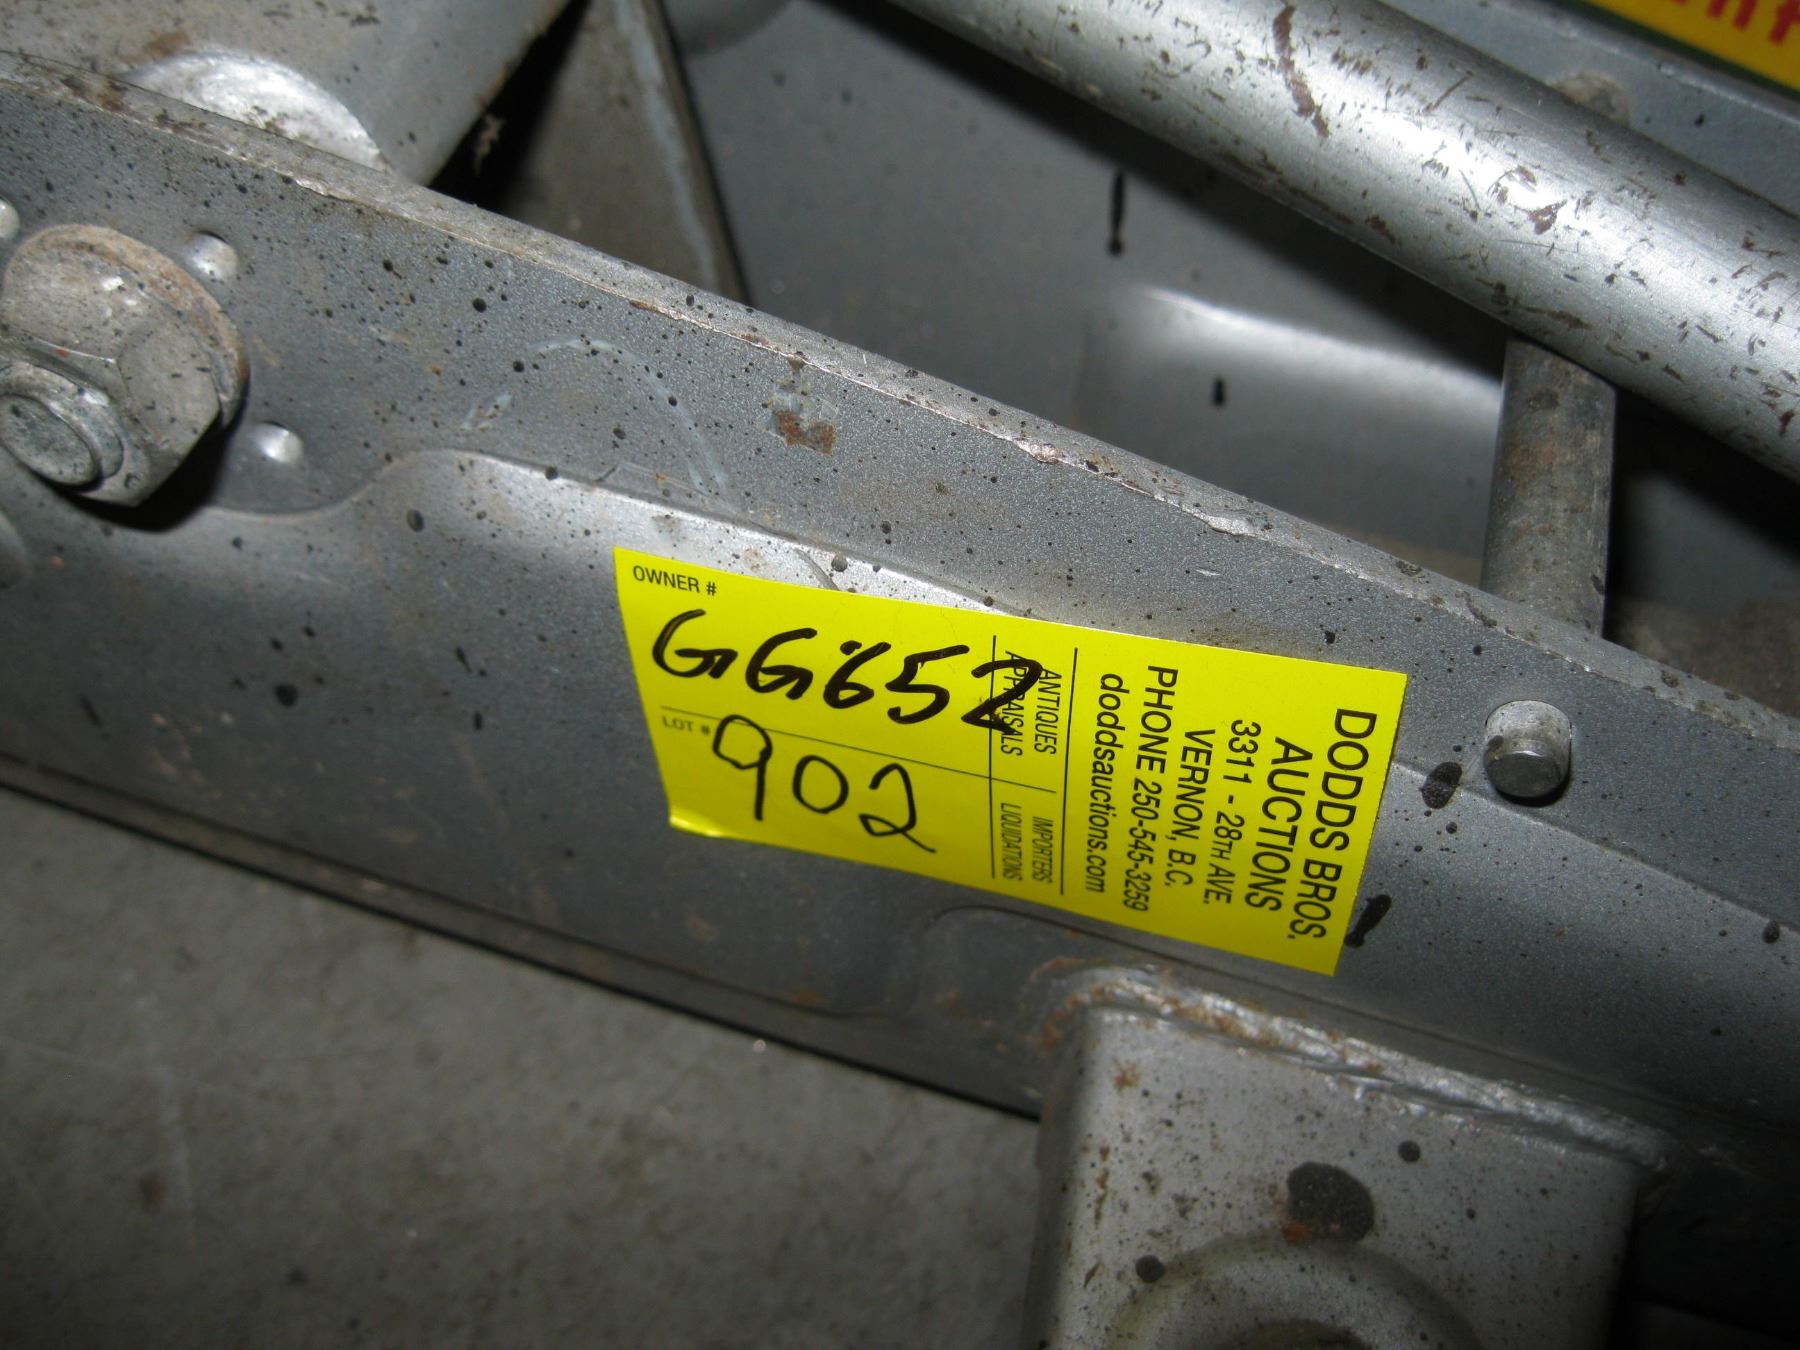 OWNER #
GG652
LOT #
902
ANTIQUES
APPRAISALS
IMPORTERS
LIQUIDATIONS
DODDS BROS.
AUCTIONS
3311 - 28TH AVE.
VERNON, B.C.
PHONE 250-545-3259
doddsauctions.com